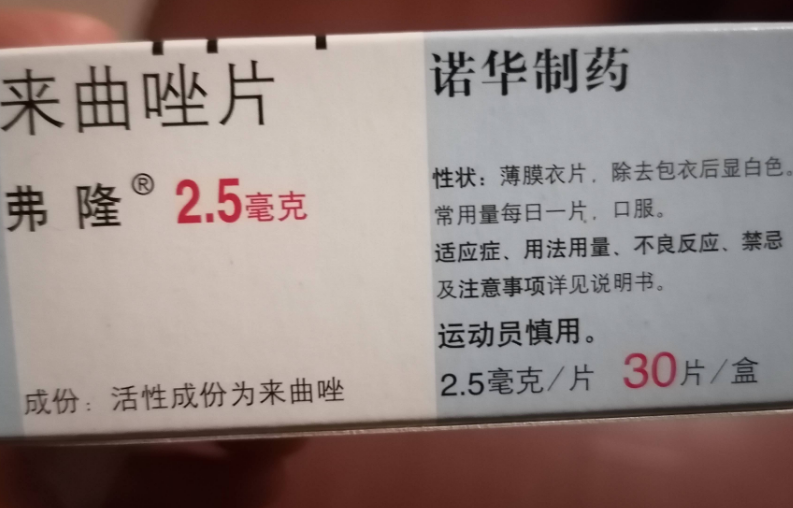 来曲唑片
弗隆® 2.5毫克
成份：活性成份为来曲唑
诺华制药
性状：薄膜衣片，除去包衣后显白色。
常用量每日一片，口服。
适应症、用法用量、不良反应、禁忌
及注意事项详见说明书。
运动员慎用。
2.5毫克/片 30片/盒